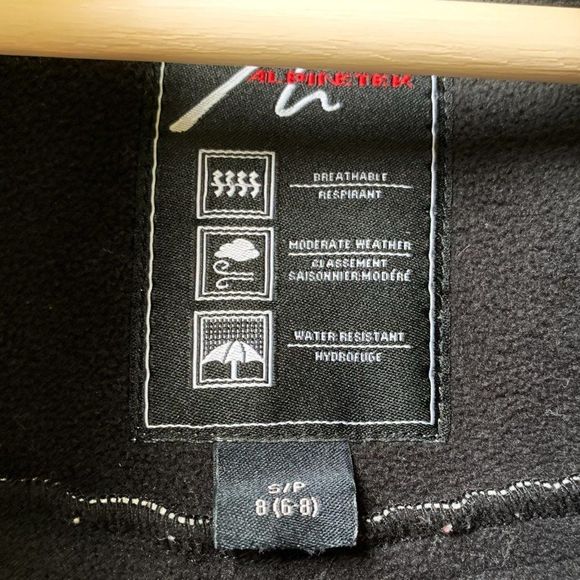 ALPINETEK
BREATHABLE
RESPIRANT
MODERATE WEATHER
CLASSEMENT
SAISONNIER:MODÉRÉ
WATER-RESISTANT
HYDROFUGE
S/P
8 (6-8)